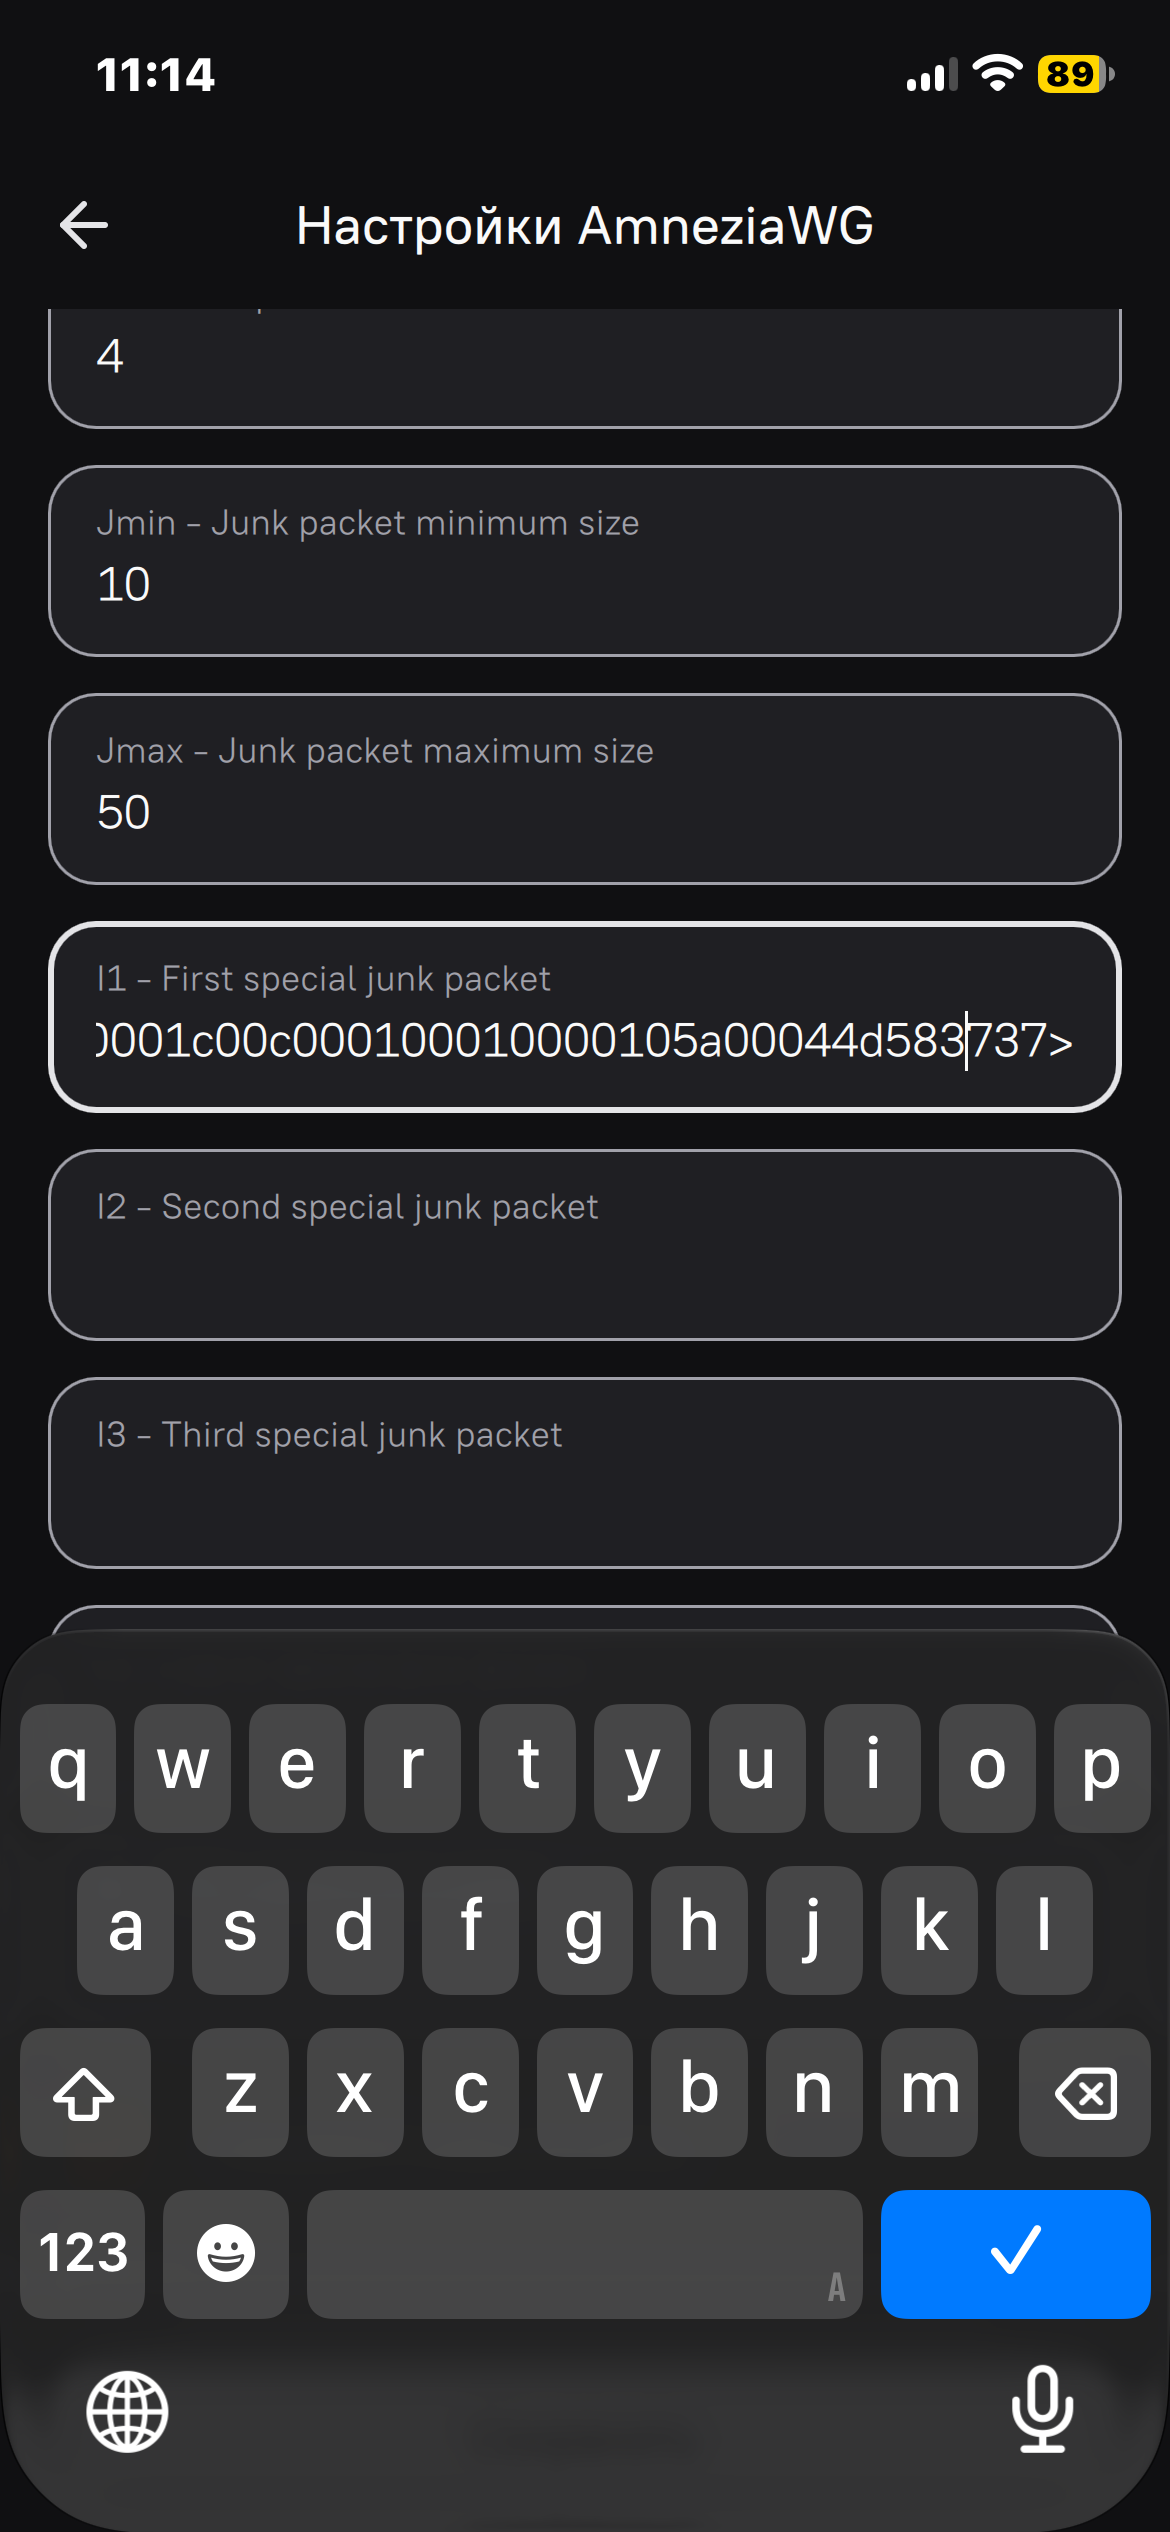 11:14
89
Настройки AmneziaWG
4
Jmin - Junk packet minimum size
10
Jmax - Junk packet maximum size
50
I1 - First special junk packet
0001c00c000100010000105a00044d583737>
I2 - Second special junk packet
I3 - Third special junk packet
q w e r t y u i o p
a s d f g h j k l
z x c v b n m
123
A